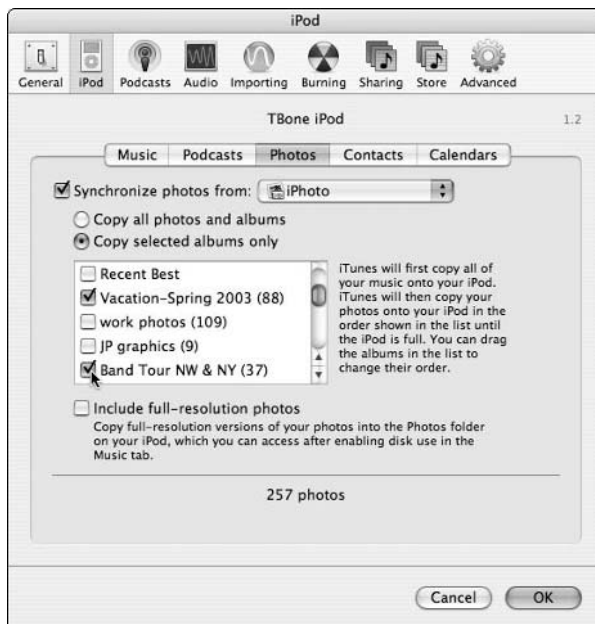 iPod
General iPod Podcasts Audio Importing Burning Sharing Store Advanced
TBone iPod 1.2
Music Podcasts Photos Contacts Calendars
Synchronize photos from: iPhoto
Copy all photos and albums
Copy selected albums only
Recent Best
Vacation-Spring 2003 (88)
work photos (109)
JP graphics (9)
Band Tour NW & NY (37)
iTunes will first copy all of
your music onto your iPod.
iTunes will then copy your
photos onto your iPod in the
order shown in the list until
the iPod is full. You can drag
the albums in the list to
change their order.
Include full-resolution photos
Copy full-resolution versions of your photos into the Photos folder
on your iPod, which you can access after enabling disk use in the
Music tab.
257 photos
Cancel OK